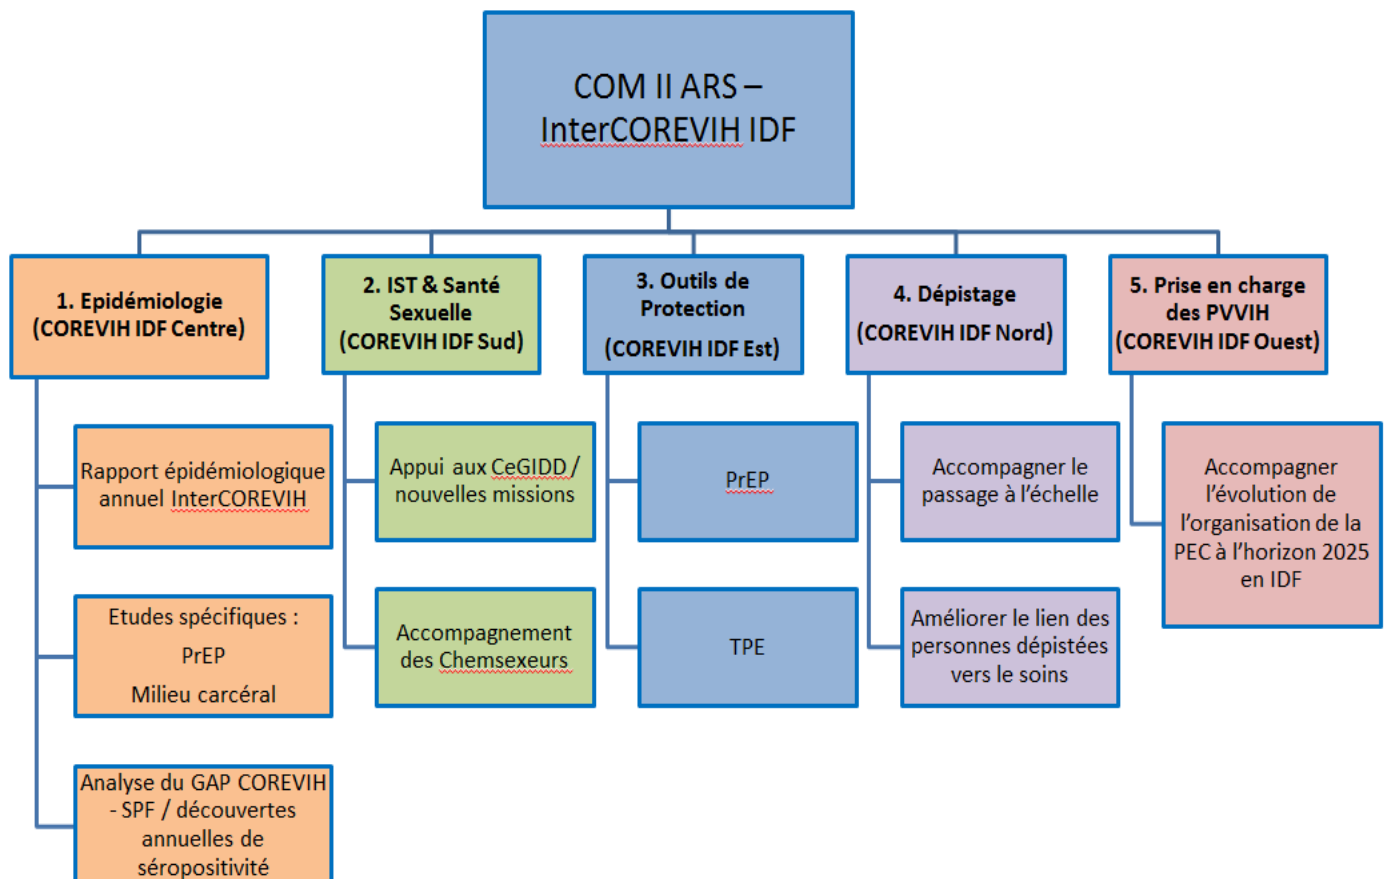 COM II ARS –
InterCOREVIH IDF
1. Epidémiologie
(COREVIH IDF Centre)
Rapport épidémiologique
annuel InterCOREVIH
Etudes spécifiques :
PrEP
Milieu carcéral
Analyse du GAP COREVIH
- SPF / découvertes
annuelles de
séropositivité
2. IST & Santé
Sexuelle
(COREVIH IDF Sud)
Appui aux CeGIDD /
nouvelles missions
Accompagnement
des Chemsexeurs
3. Outils de
Protection
(COREVIH IDF Est)
PrEP
TPE
4. Dépistage
(COREVIH IDF Nord)
Accompagner le
passage à l’échelle
Améliorer le lien des
personnes dépistées
vers le soins
5. Prise en charge
des PVVIH
(COREVIH IDF Ouest)
Accompagner
l’évolution de
l’organisation de la
PEC à l’horizon 2025
en IDF